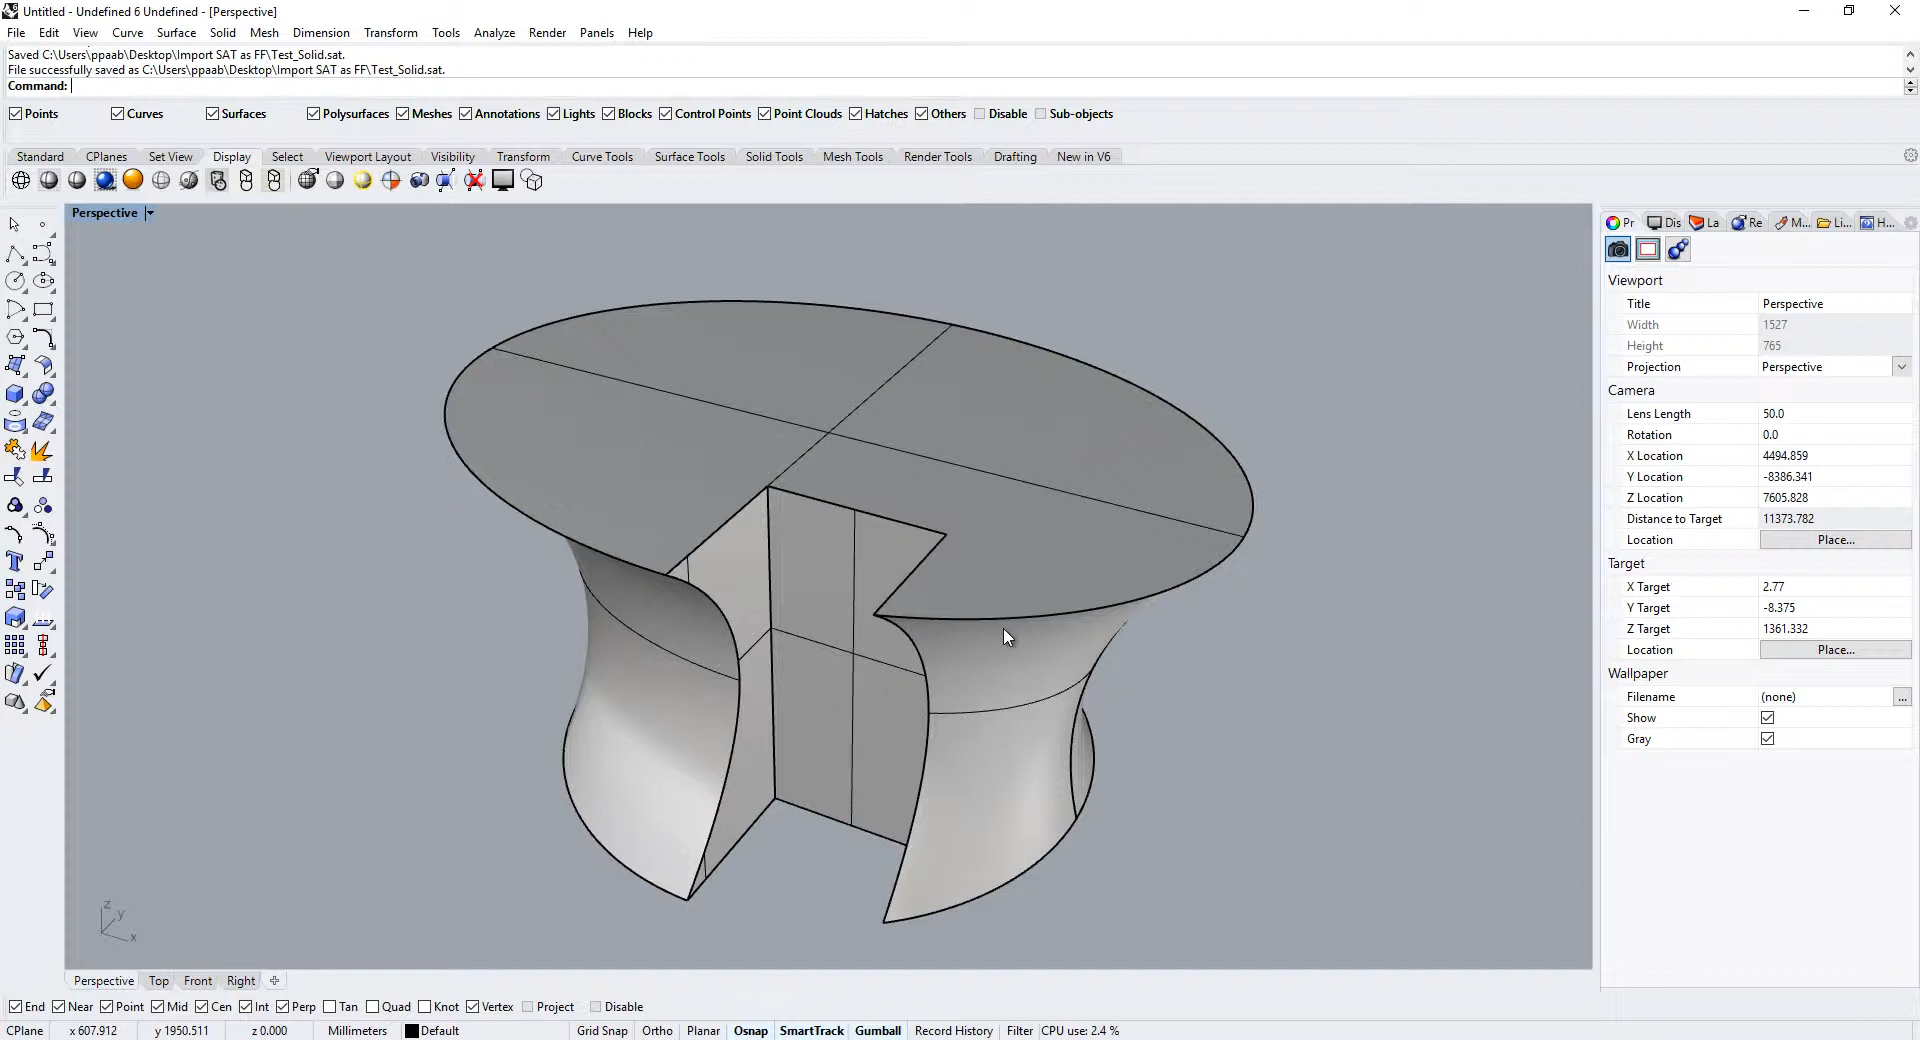 Untitled - Undefined 6 Undefined - [Perspective]
File Edit View Curve Surface Solid Mesh Dimension Transform Tools Analyze Render Panels Help
Saved C:\Users\ppaab\Desktop\Import SAT as FF\Test_Solid.sat.
File successfully saved as C:\Users\ppaab\Desktop\Import SAT as FF\Test_Solid.sat.
Command:
Points Curves Surfaces Polysurfaces Meshes Annotations Lights Blocks Control Points Point Clouds Hatches Others Disable Sub-objects
Standard CPlanes Set View Display Select Viewport Layout Visibility Transform Curve Tools Surface Tools Solid Tools Mesh Tools Render Tools Drafting New in V6
Perspective
Pr Dis La Re M... Li... H...
Viewport
Title Perspective
Width 1527
Height 765
Projection Perspective
Camera
Lens Length 50.0
Rotation 0.0
X Location 4494.859
Y Location -8386.341
Z Location 7605.828
Distance to Target 11373.782
Location Place...
Target
X Target 2.77
Y Target -8.375
Z Target 1361.332
Location Place...
Wallpaper
Filename (none) ...
Show
Gray
z
y
x
Perspective Top Front Right
End Near Point Mid Cen Int Perp Tan Quad Knot Vertex Project Disable
CPlane x 607.912 y 1950.511 z 0.000 Millimeters Default Grid Snap Ortho Planar Osnap SmartTrack Gumball Record History Filter CPU use: 2.4 %